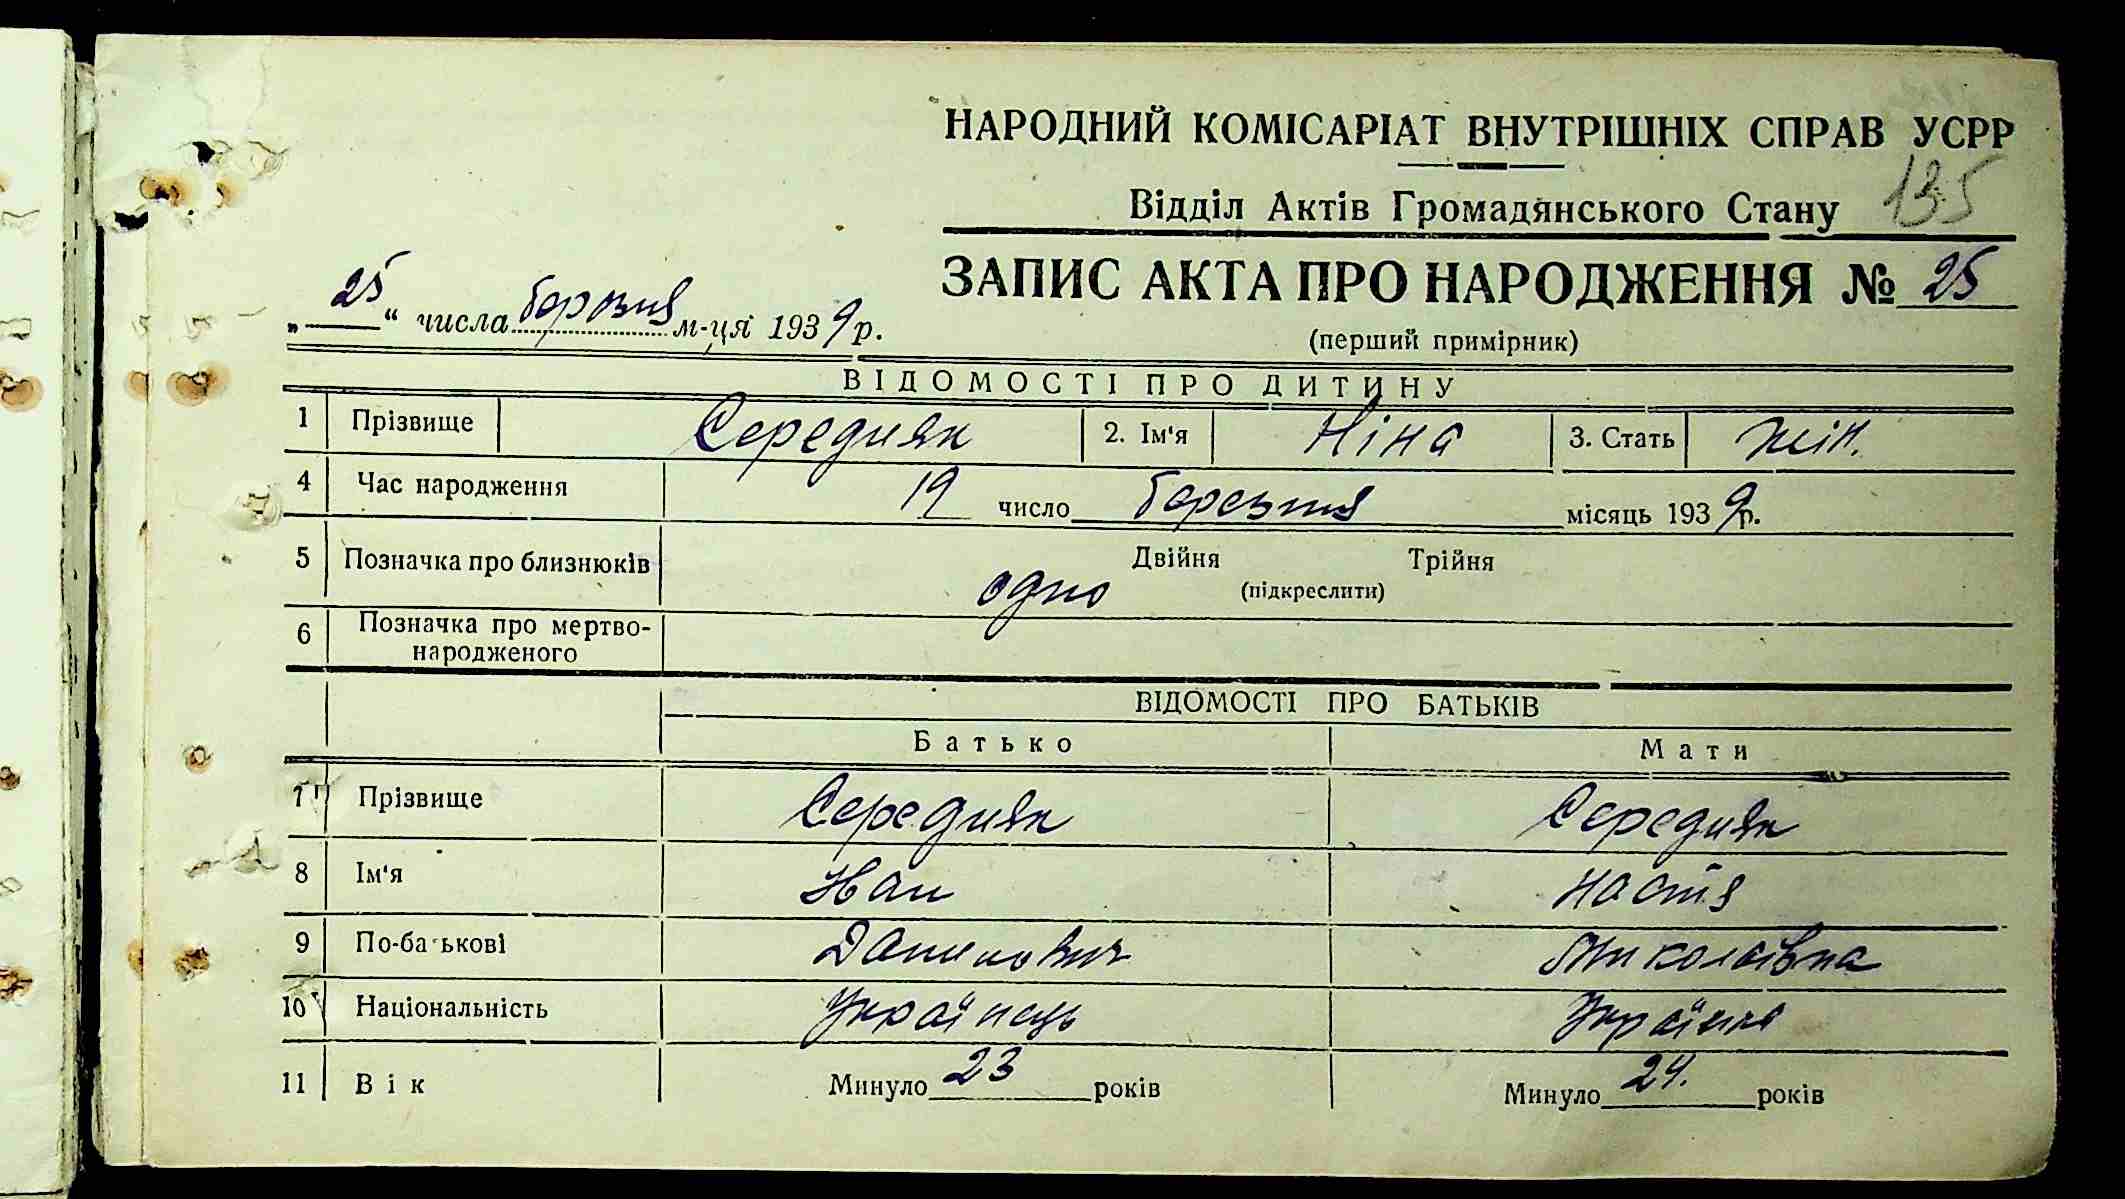 НАРОДНИЙ КОМІСАРІАТ ВНУТРІШНІХ СПРАВ УСРР
Відділ Актів Громадянського Стану 135
ЗАПИС АКТА ПРО НАРОДЖЕННЯ № 25
„25“ числа березня м-ця 1939 р.
(перший примірник)
ВІДОМОСТІ ПРО ДИТИНУ
1 Прізвище Середняк 2. Ім'я Ніна 3. Стать жін.
4 Час народження 19 число березня місяць 1939 р.
5 Позначка про близнюків одно Двійня Трійня
(підкреслити)
6 Позначка про мертво-
народженого
ВІДОМОСТІ ПРО БАТЬКІВ
Батько Мати
7 Прізвище Середняк Середняк
8 Ім'я Іван Настя
9 По-батькові Данилович Миколаївна
10 Національність Українець Українка
11 Вік Минуло 23 років Минуло 24. років